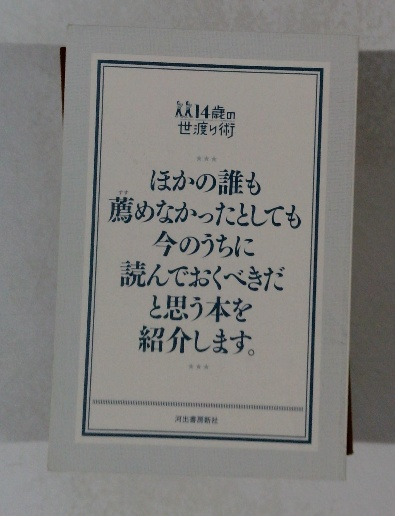 14歳の
世渡り術
＊＊＊
ほかの誰も
すす
薦めなかったとしても
今のうちに
読んでおくべきだ
と思う本を
紹介します。
＊＊＊
河出書房新社